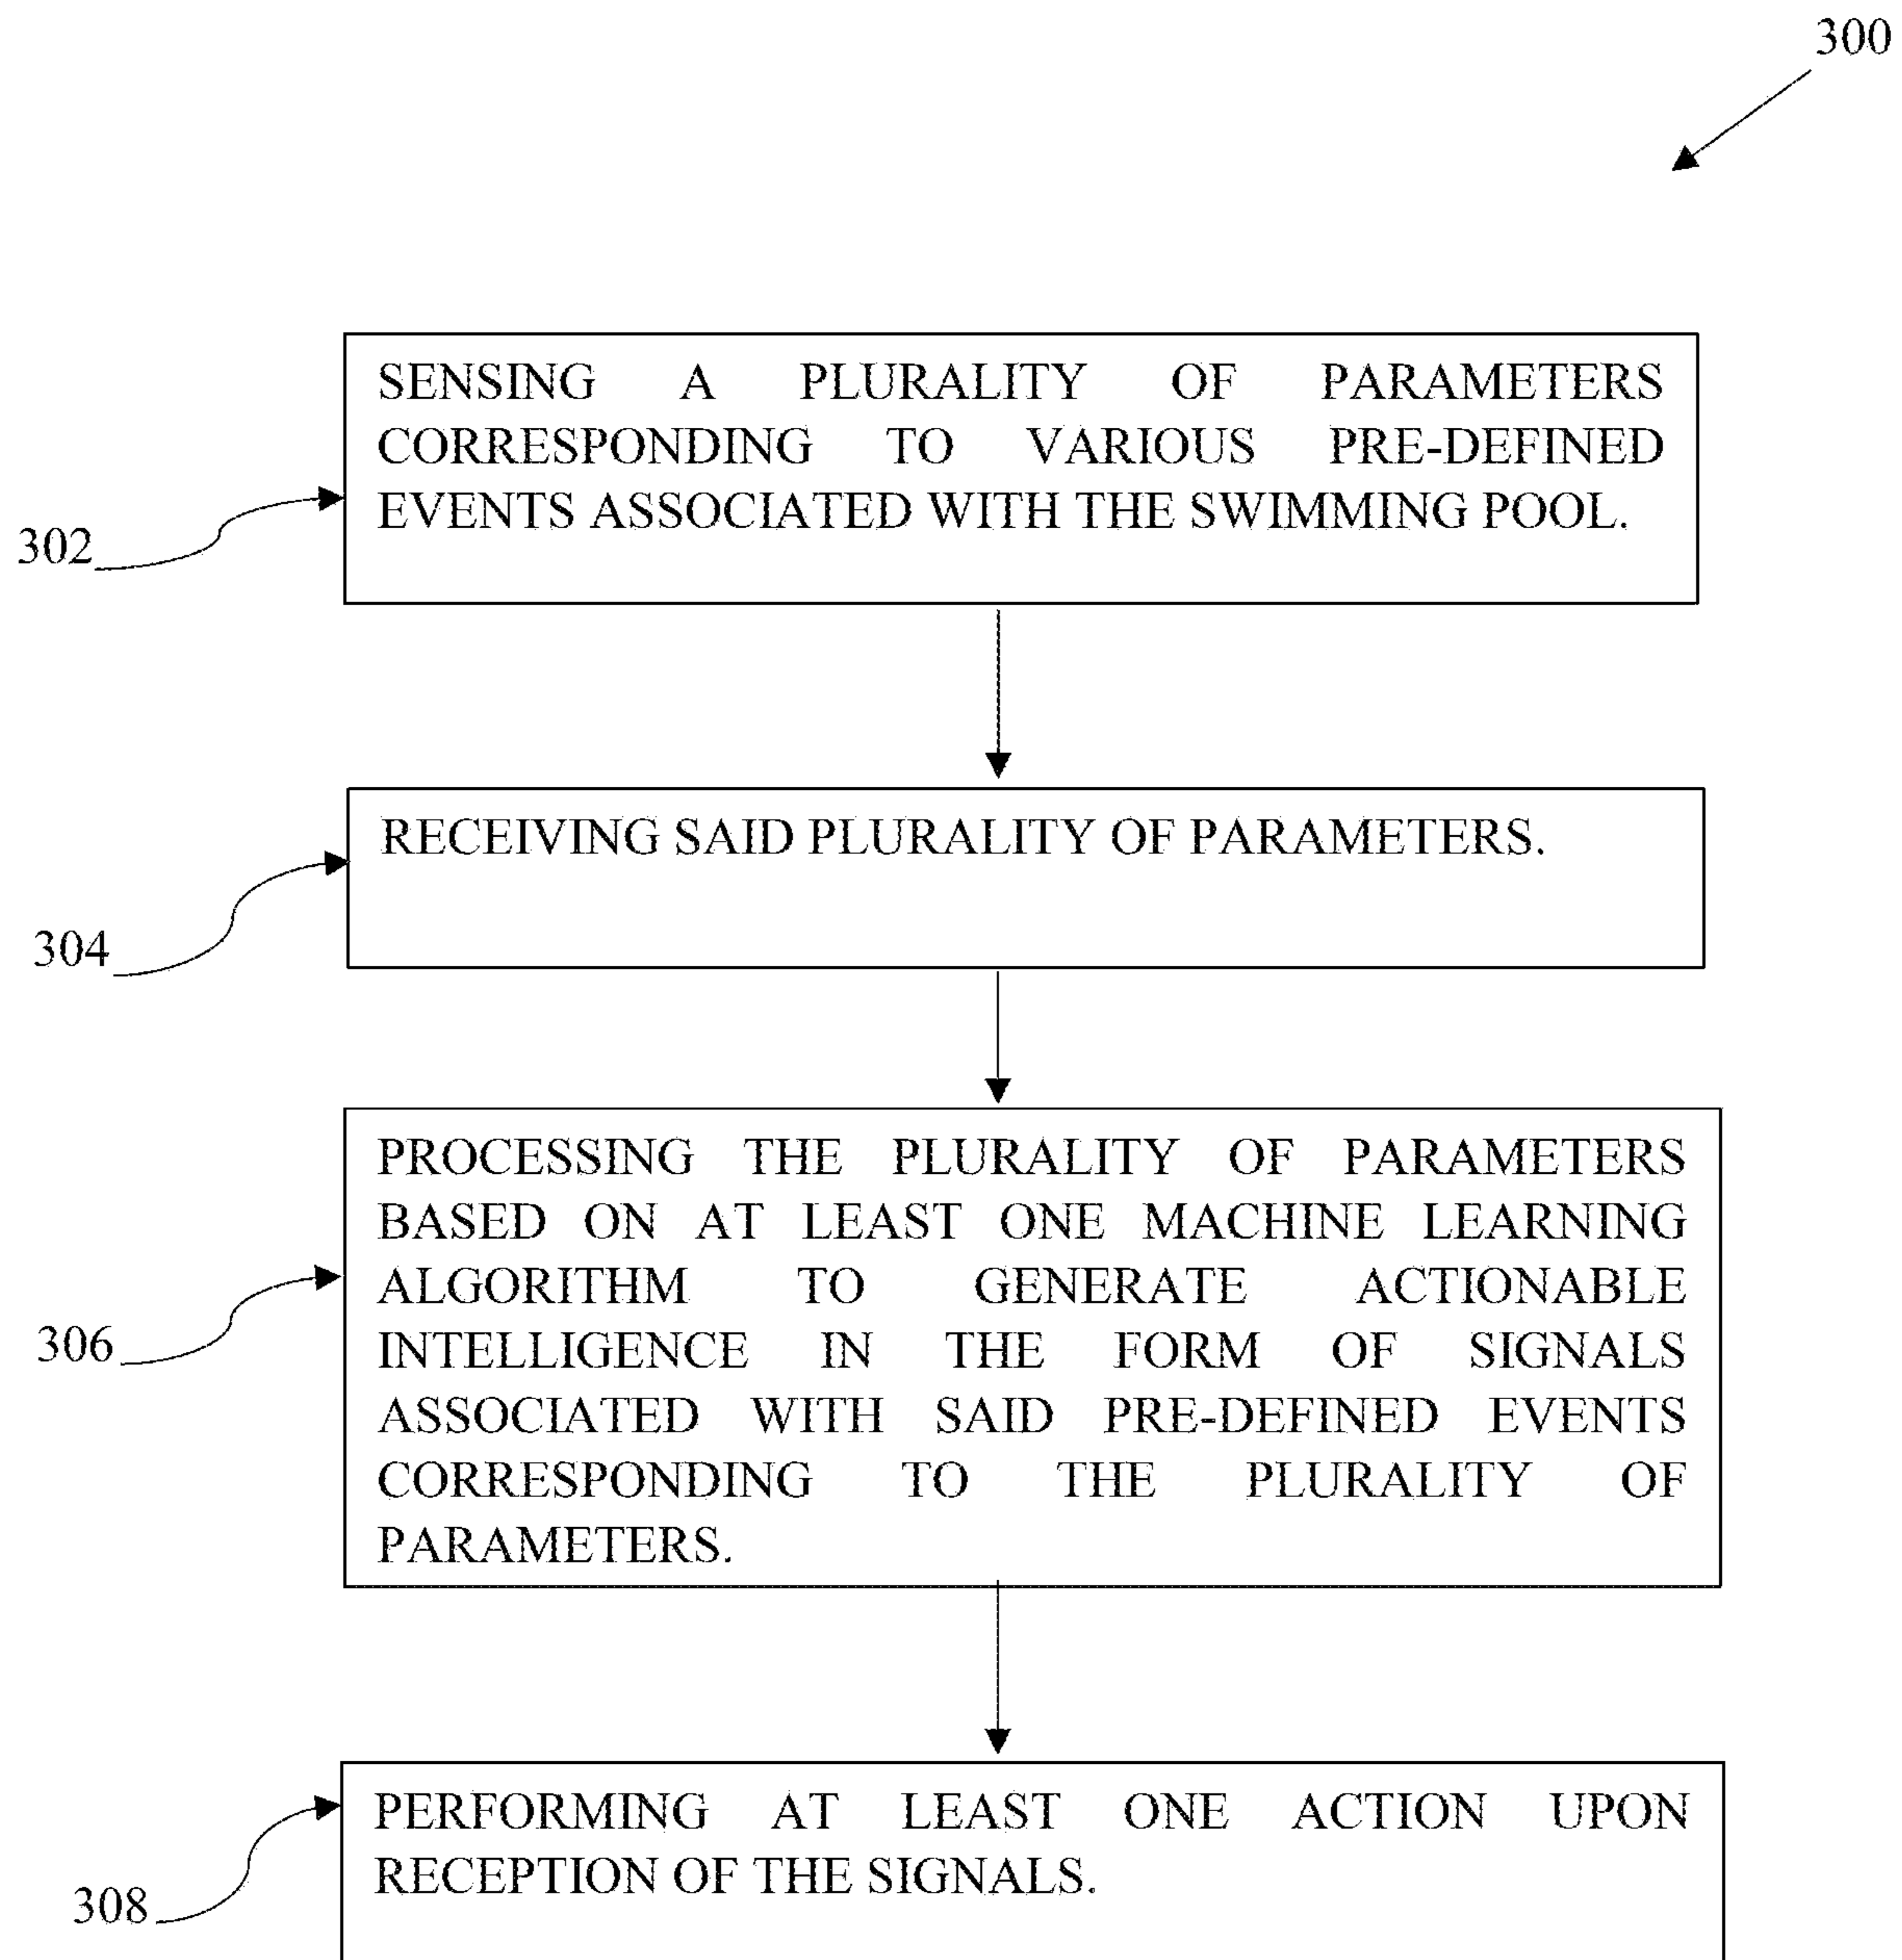 300
SENSING A PLURALITY OF PARAMETERS
CORRESPONDING TO VARIOUS PRE-DEFINED
EVENTS ASSOCIATED WITH THE SWIMMING POOL.
302
RECEIVING SAID PLURALITY OF PARAMETERS.
304
PROCESSING THE PLURALITY OF PARAMETERS
BASED ON AT LEAST ONE MACHINE LEARNING
ALGORITHM TO GENERATE ACTIONABLE
INTELLIGENCE IN THE FORM OF SIGNALS
ASSOCIATED WITH SAID PRE-DEFINED EVENTS
CORRESPONDING TO THE PLURALITY OF
PARAMETERS.
306
PERFORMING AT LEAST ONE ACTION UPON
RECEPTION OF THE SIGNALS.
308